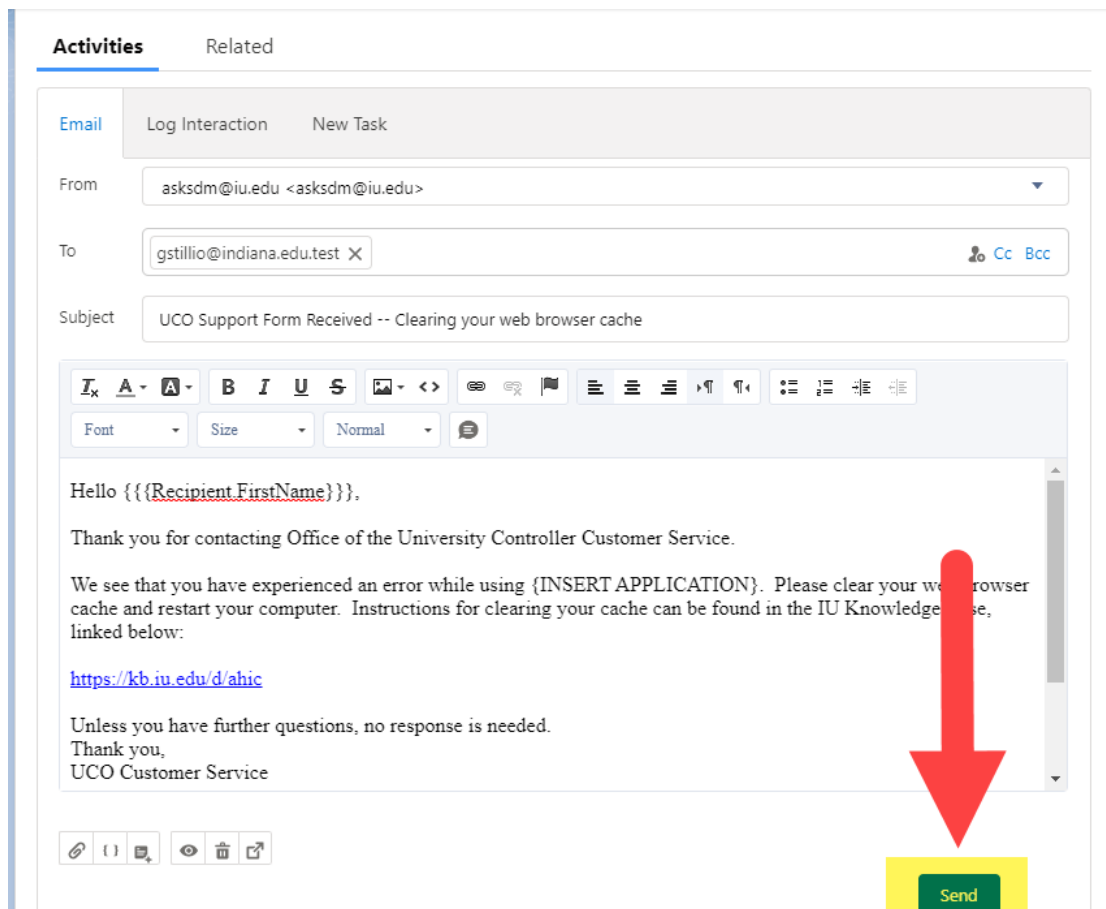 Activities Related
Email Log Interaction New Task
From asksdm@iu.edu <asksdm@iu.edu>
To gstillio@indiana.edu.test Cc Bcc
Subject UCO Support Form Received -- Clearing your web browser cache
Font Size Normal
Hello {{{Recipient.FirstName}}},
Thank you for contacting Office of the University Controller Customer Service.
We see that you have experienced an error while using {INSERT APPLICATION}. Please clear your web browser
cache and restart your computer. Instructions for clearing your cache can be found in the IU Knowledge
linked below:
https://kb.iu.edu/d/ahic
Unless you have further questions, no response is needed.
Thank you,
UCO Customer Service
Send